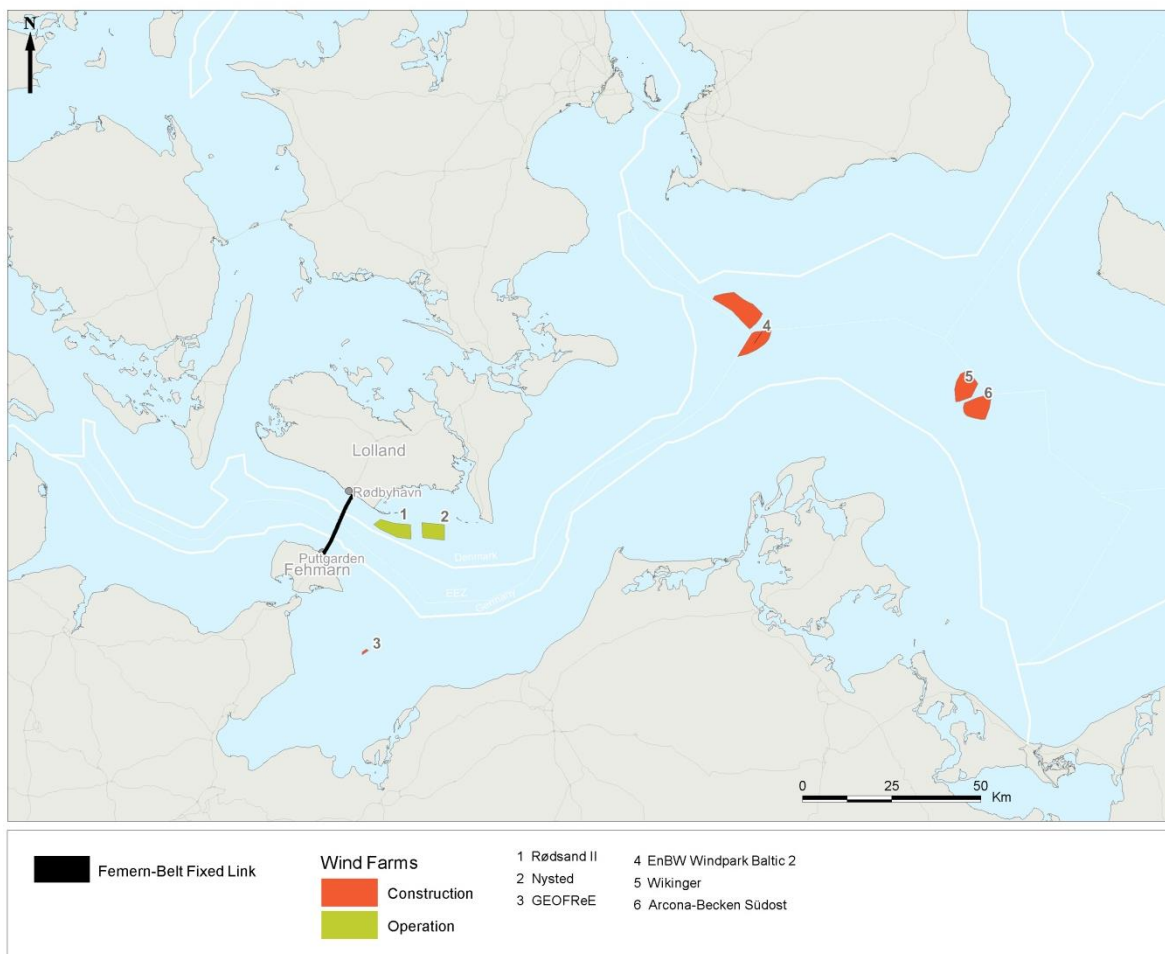 N
4
5
6
Lolland
Rødbyhavn
1
2
Puttgarden
Fehmarn
Denmark
EEZ
3
0 25 50
Km
Femern-Belt Fixed Link
Wind Farms
Construction
Operation
1 Rødsand II
2 Nysted
3 GEOFReE
4 EnBW Windpark Baltic 2
5 Wikinger
6 Arcona-Becken Südost